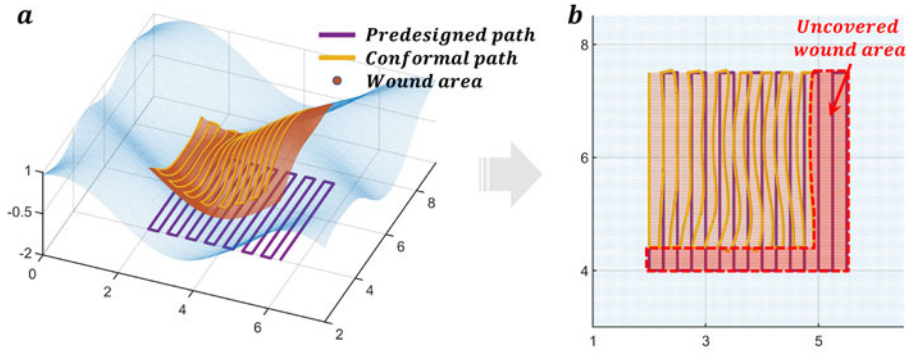 a
Predesigned path
Conformal path
Wound area
1
-0.5
-2
0
2
4
6
2
4
6
8
b
Uncovered
wound area
8
6
4
1
3
5